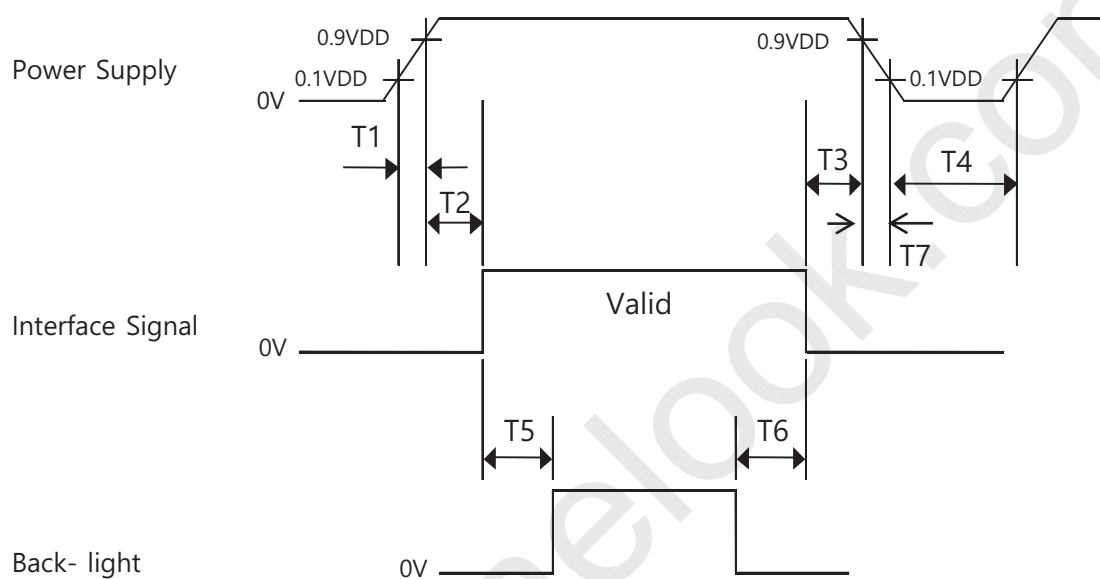 0.9VDD
0.9VDD
Power Supply
0.1VDD
0.1VDD
0V
T1
T3
T4
T2
T7
Valid
Interface Signal
0V
T5
T6
Back- light
0V